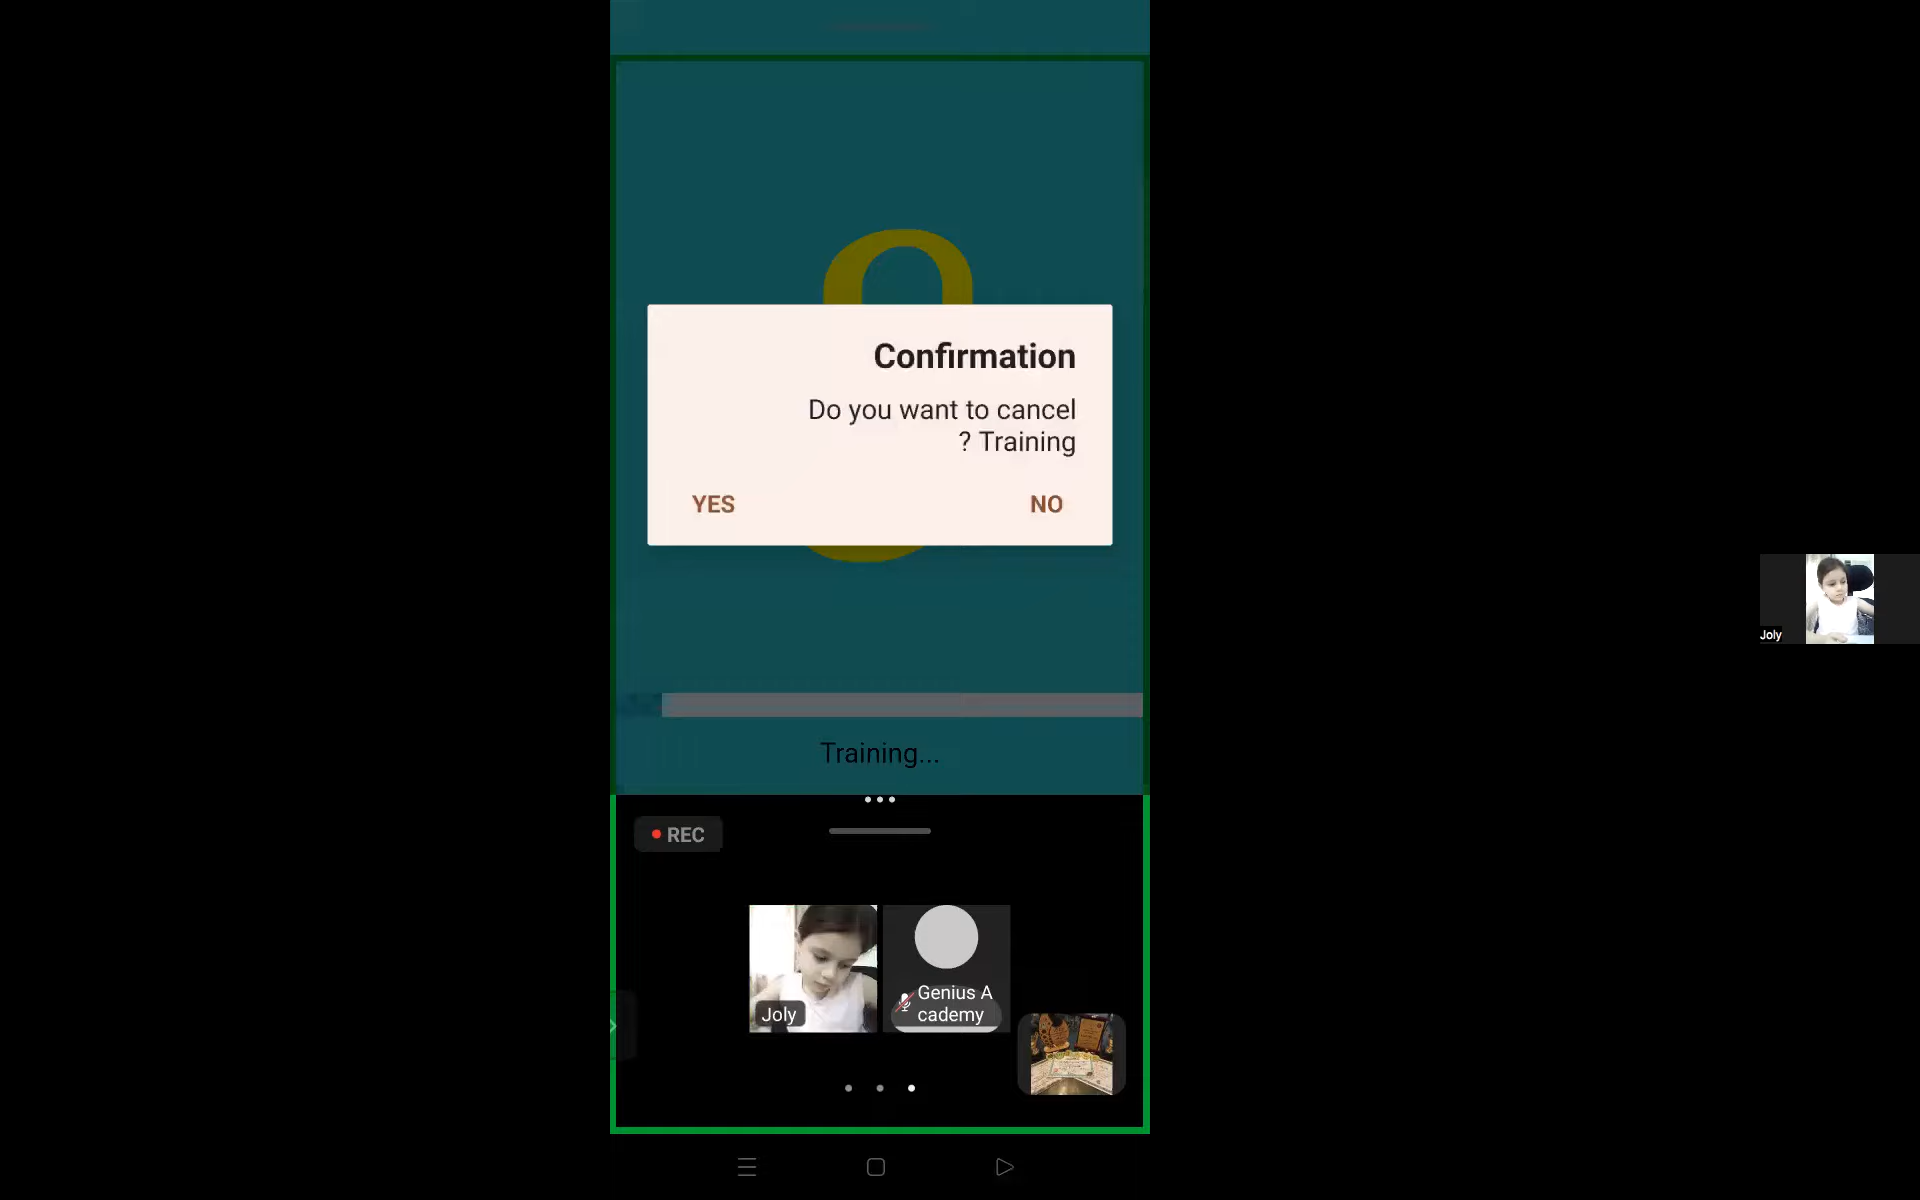 Confirmation
Do you want to cancel
? Training
YES NO
Training...
REC
Joly
Genius A
cademy
Joly